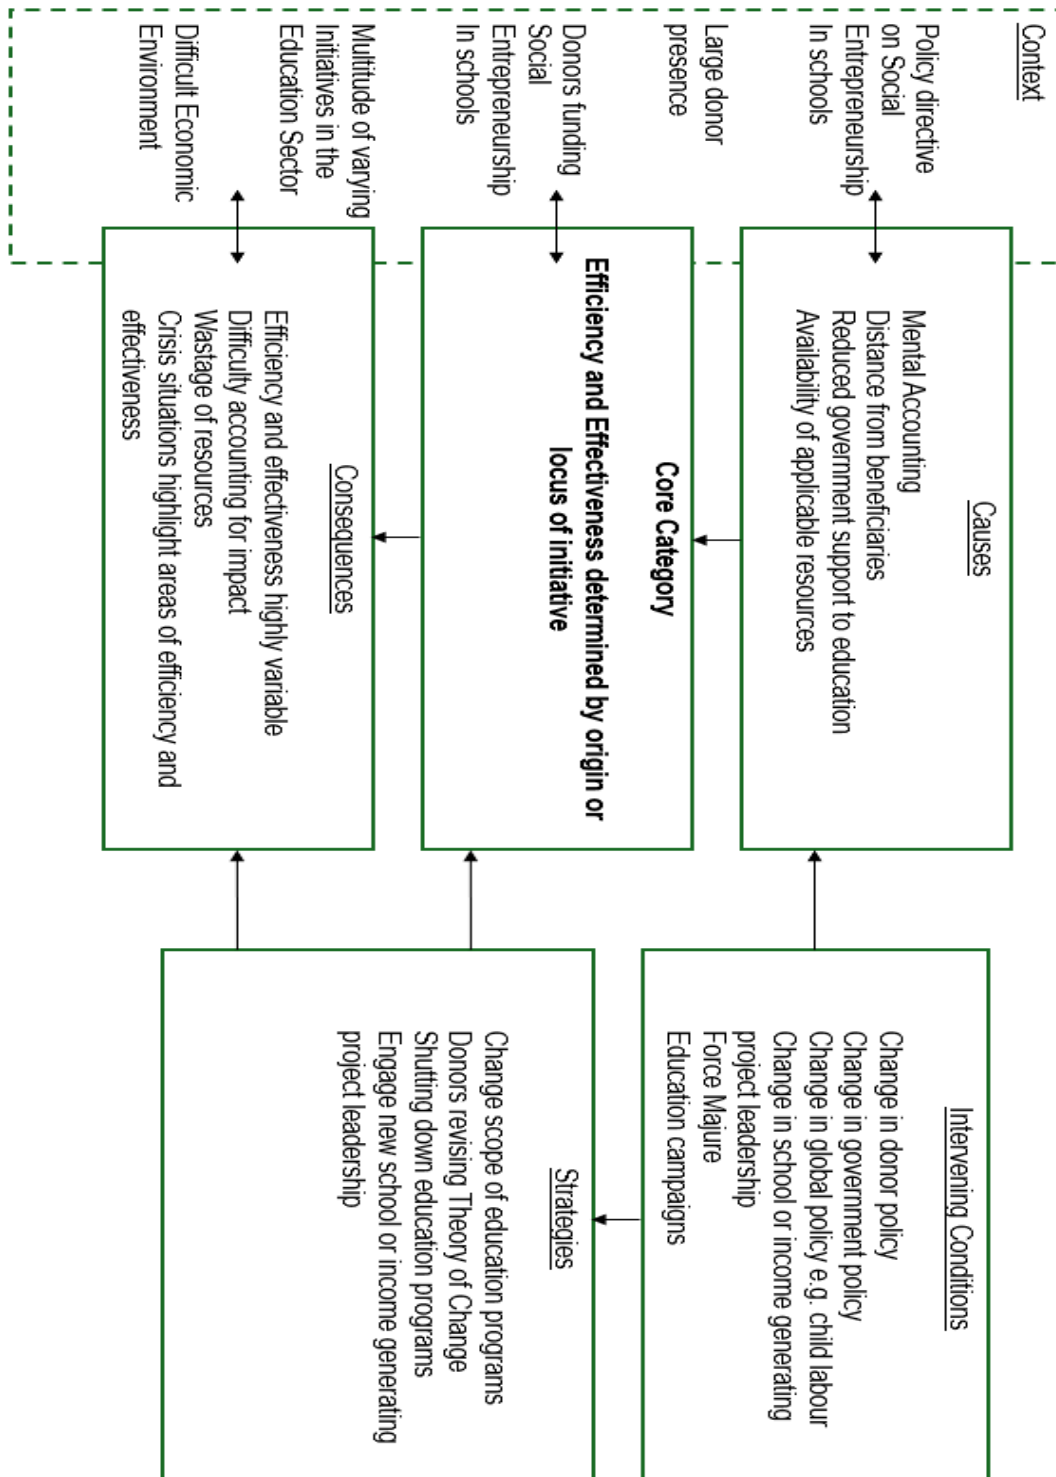 Context
Policy directive
on Social
Entrepreneurship
In schools
Large donor
presence
Donors funding
Social
Entrepreneurship
In schools
Multitude of varying
Initiatives in the
Education Sector
Difficult Economic
Environment
Causes
Mental Accounting
Distance from beneficiaries
Reduced government support to education
Availability of applicable resources
Core Category
Efficiency and Effectiveness determined by origin or
locus of initiative
Consequences
Efficiency and effectiveness highly variable
Difficulty accounting for impact
Wastage of resources
Crisis situations highlight areas of efficiency and
effectiveness
Intervening Conditions
Change in donor policy
Change in government policy
Change in global policy e.g. child labour
Change in school or income generating
project leadership
Force Majure
Education campaigns
Strategies
Change scope of education programs
Donors revising Theory of Change
Shutting down education programs
Engage new school or income generating
project leadership